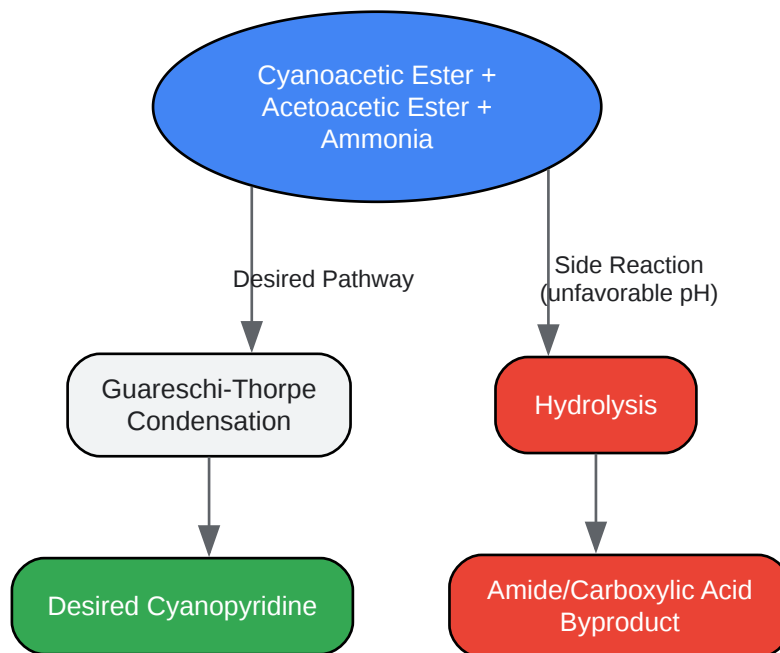 Cyanoacetic Ester +
Acetoacetic Ester +
Ammonia
Desired Pathway
Side Reaction
(unfavorable pH)
Guareschi-Thorpe
Condensation
Hydrolysis
Desired Cyanopyridine
Amide/Carboxylic Acid
Byproduct